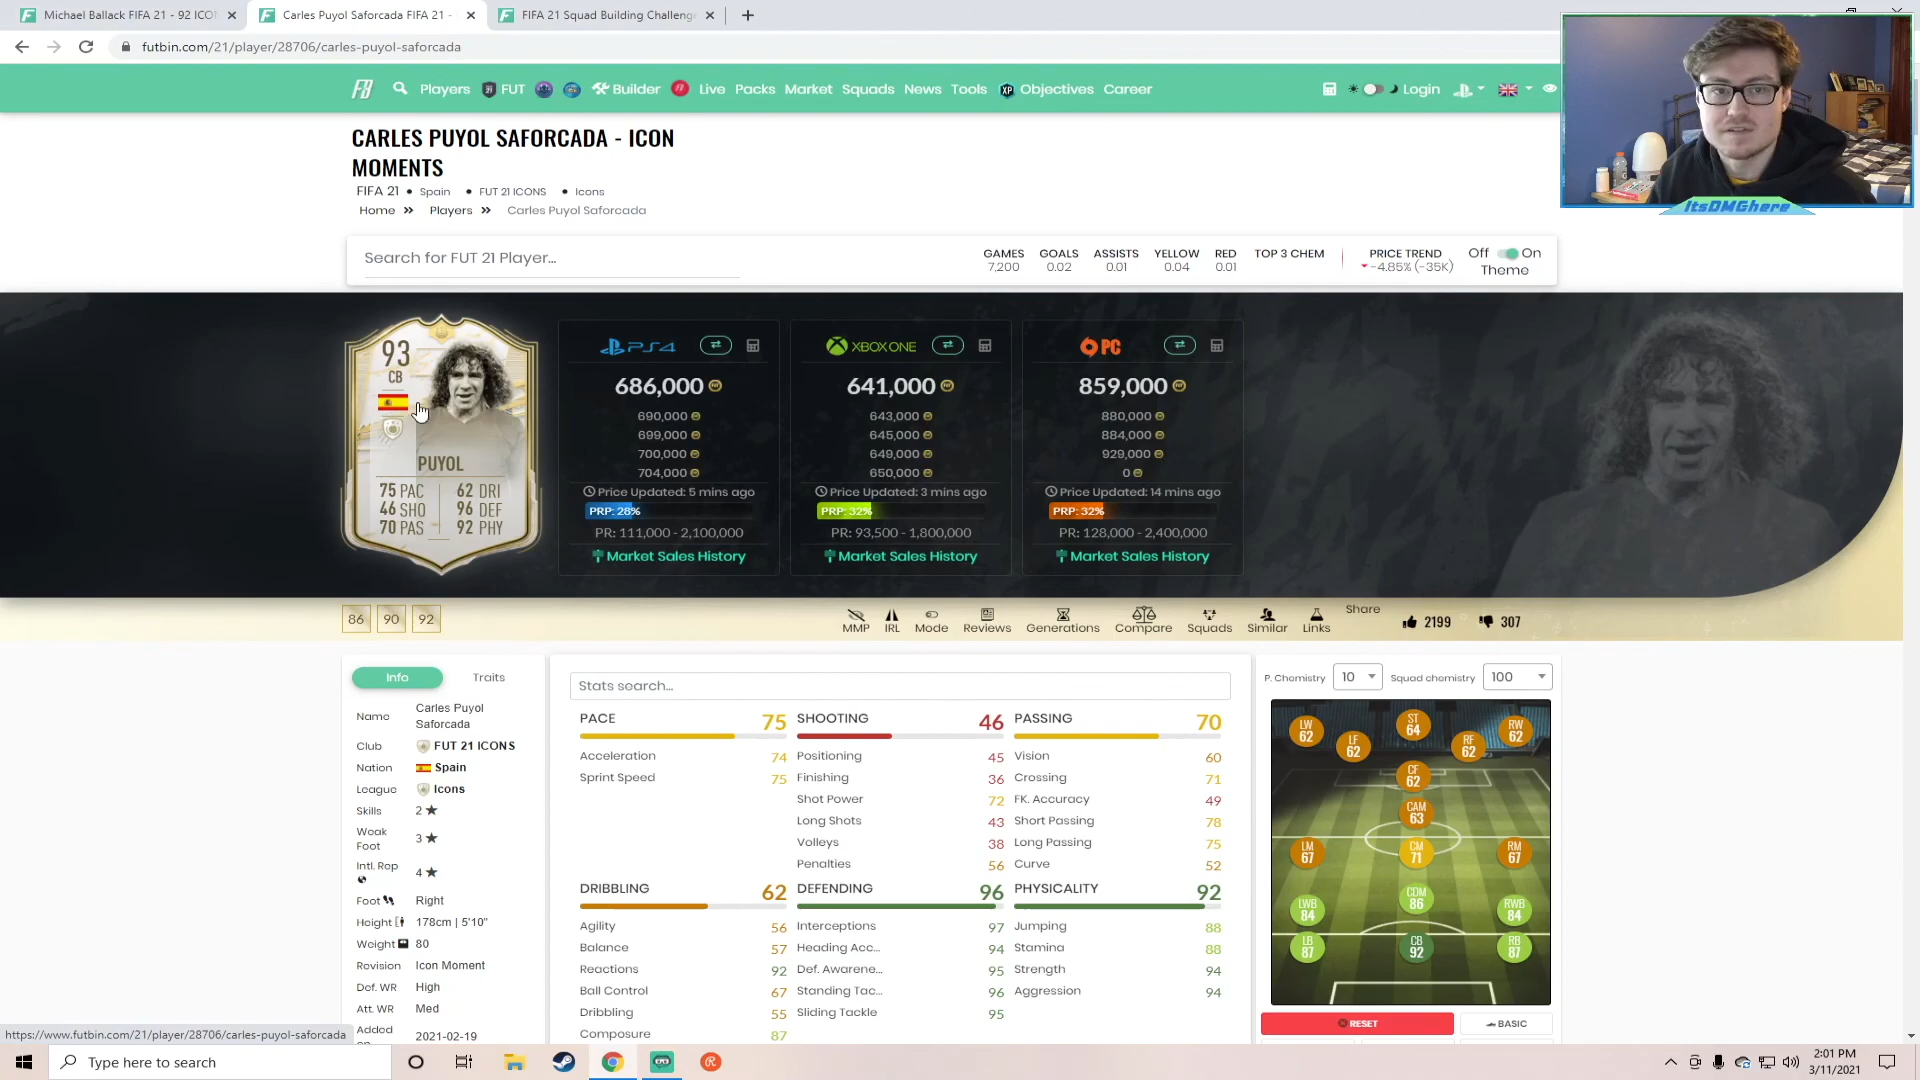 Michael Ballack FIFA 21 - 92 ICO
Carles Puyol Saforcada FIFA 21 -
FIFA 21 Squad Building Challeng
futbin.com/21/player/28706/carles-puyol-saforcada
Players FUT Builder Live Packs Market Squads News Tools XP Objectives Career Login
ItsDMGhere
CARLES PUYOL SAFORCADA - ICON
MOMENTS
FIFA 21 • Spain • FUT 21 ICONS • Icons
Home » Players » Carles Puyol Saforcada
Search for FUT 21 Player...
GAMES GOALS ASSISTS YELLOW RED TOP 3 CHEM PRICE TREND Off On
7,200 0.02 0.01 0.04 0.01 -4.85% (-35K) Theme
93
CB
PUYOL
75 PAC 62 DRI
46 SHO 96 DEF
70 PAS 92 PHY
PS4
686,000
690,000
699,000
700,000
704,000
Price Updated: 5 mins ago
PRP: 28%
PR: 111,000 - 2,100,000
Market Sales History
XBOX ONE
641,000
643,000
645,000
649,000
650,000
Price Updated: 3 mins ago
PRP: 32%
PR: 93,500 - 1,800,000
Market Sales History
PC
859,000
880,000
884,000
929,000
0
Price Updated: 14 mins ago
PRP: 32%
PR: 128,000 - 2,400,000
Market Sales History
86 90 92
MMP IRL Mode Reviews Generations Compare Squads Similar Links Share 2199 307
Info Traits
Name Carles Puyol
Saforcada
Club FUT 21 ICONS
Nation Spain
League Icons
Skills 2 ★
Weak
Foot 3 ★
Intl. Rep 4 ★
Foot Right
Height 178cm | 5'10"
Weight 80
Revision Icon Moment
Def. WR High
Att. WR Med
Added 2021-02-19
Stats search...
PACE 75
Acceleration 74
Sprint Speed 75
SHOOTING 46
Positioning 45
Finishing 36
Shot Power 72
Long Shots 43
Volleys 38
Penalties 56
PASSING 70
Vision 60
Crossing 71
FK. Accuracy 49
Short Passing 78
Long Passing 75
Curve 52
DRIBBLING 62
Agility 56
Balance 57
Reactions 92
Ball Control 67
Dribbling 55
Composure 87
DEFENDING 96
Interceptions 97
Heading Acc... 94
Def. Awarene... 95
Standing Tac... 96
Sliding Tackle 95
PHYSICALITY 92
Jumping 88
Stamina 88
Strength 94
Aggression 94
P. Chemistry 10 Squad chemistry 100
LW 62
ST 64
RW 62
LF 62
RF 62
CF 62
CAM 63
LM 67
CM 71
RM 67
LWB 84
CDM 86
RWB 84
LB 87
CB 92
RB 87
RESET BASIC
https://www.futbin.com/21/player/28706/carles-puyol-saforcada
Type here to search
2:01 PM
3/11/2021